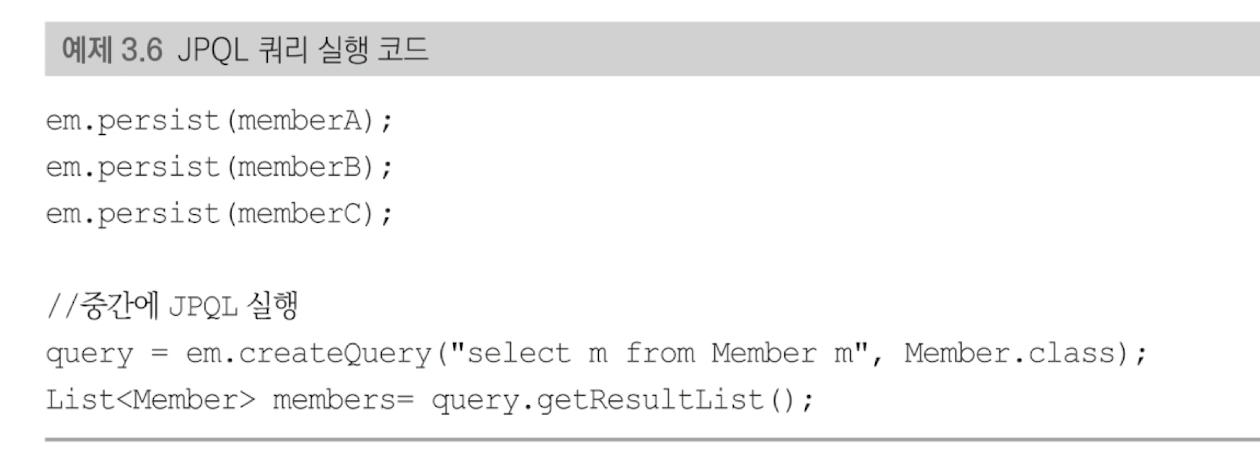 예제 3.6 JPQL 쿼리 실행 코드
em.persist(memberA);
em.persist(memberB);
em.persist(memberC);
//중간에 JPQL 실행
query = em.createQuery("select m from Member m", Member.class);
List<Member> members= query.getResultList();